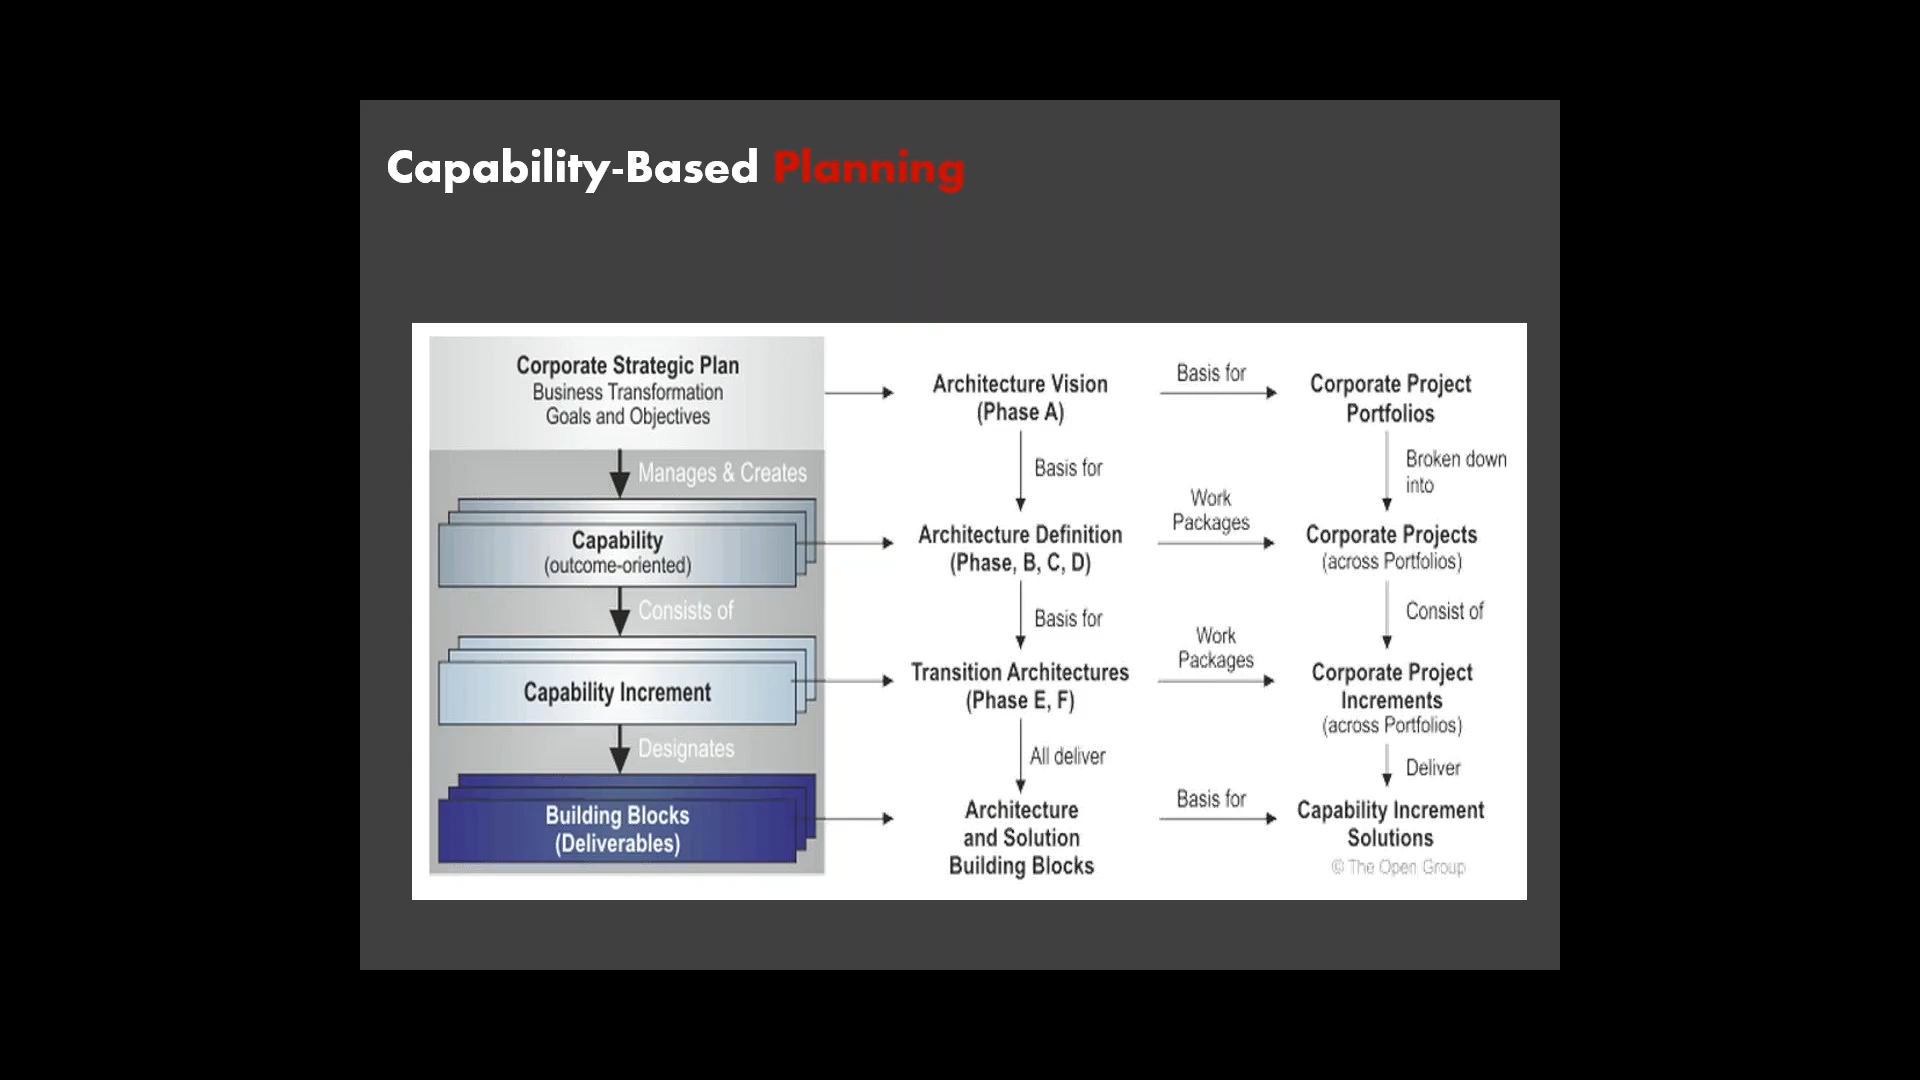 Capability-Based Planning
Corporate Strategic Plan
Business Transformation
Goals and Objectives
Manages & Creates
Capability
(outcome-oriented)
Consists of
Capability Increment
Designates
Building Blocks
(Deliverables)
Architecture Vision
(Phase A)
Basis for
Architecture Definition
(Phase, B, C, D)
Basis for
Transition Architectures
(Phase E, F)
All deliver
Architecture
and Solution
Building Blocks
Basis for
Work
Packages
Work
Packages
Basis for
Corporate Project
Portfolios
Broken down
into
Corporate Projects
(across Portfolios)
Consist of
Corporate Project
Increments
(across Portfolios)
Deliver
Capability Increment
Solutions
© The Open Group